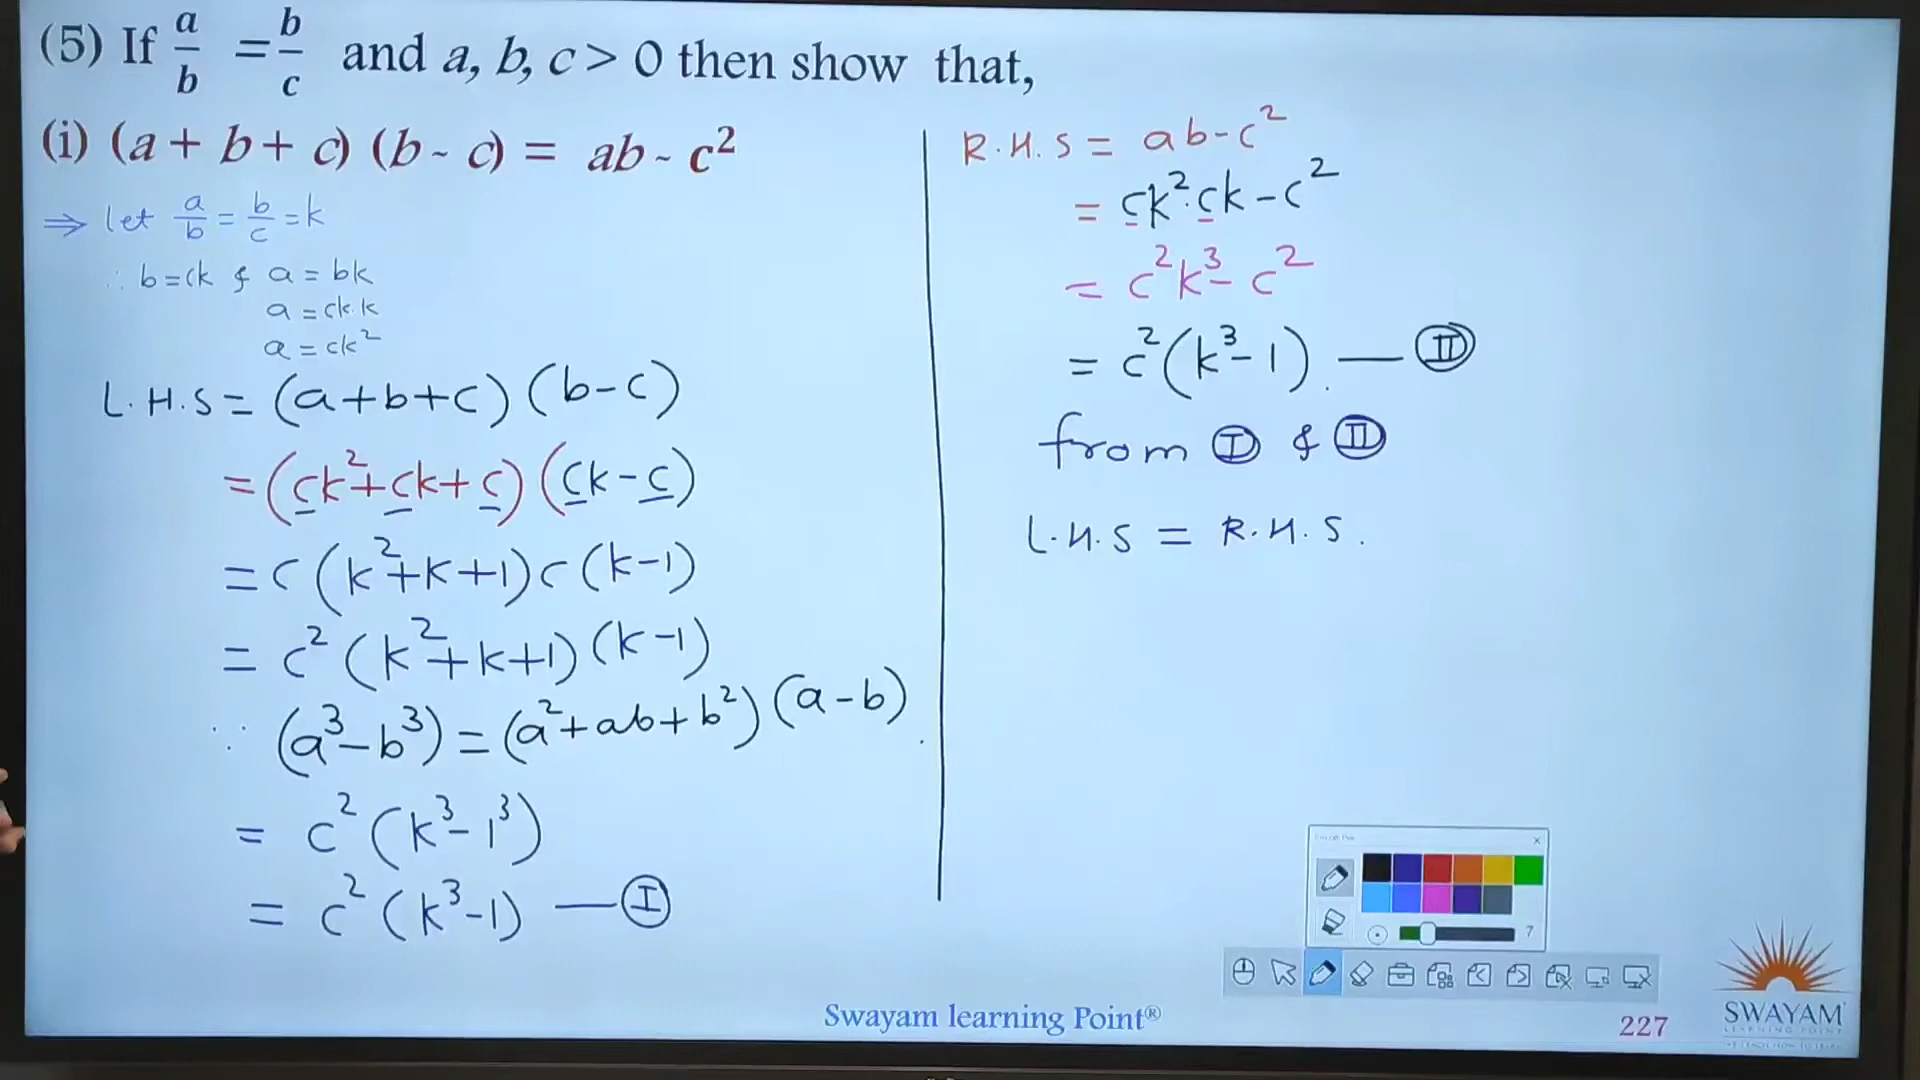 (5) If a/b = b/c and a, b, c > 0 then show that,
(i) (a + b + c) (b - c) = ab - c²
⇒ let a/b = b/c = k
∴ b = ck & a = bk
a = ck.k
a = ck²
L.H.S = (a+b+c) (b-c)
= (ck²+ck+c) (ck-c)
= c (k²+k+1) c (k-1)
= c² (k²+k+1) (k-1)
∵ (a³-b³) = (a²+ab+b²) (a-b)
= c² (k³-1³)
= c² (k³-1) — I
R.H.S = ab-c²
= ck².ck-c²
= c²k³-c²
= c²(k³-1). — II
from I & II
L.H.S = R.H.S.
7
Swayam learning Point®
227
SWAYAM